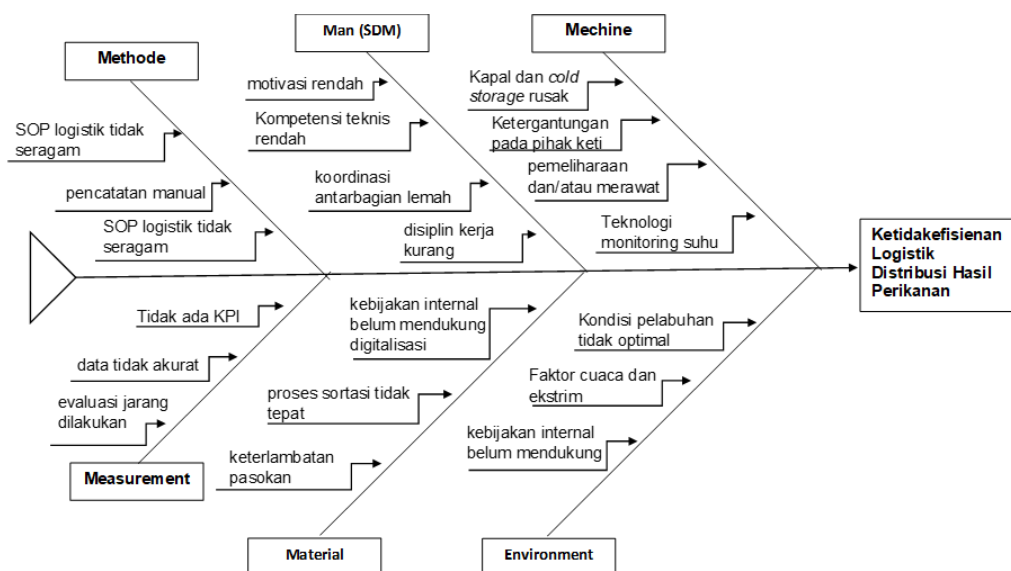 Methode
Man (SDM)
Mechine
SOP logistik tidak
seragam
pencatatan manual
SOP logistik tidak
seragam
motivasi rendah
Kompetensi teknis
rendah
koordinasi
antarbagian lemah
disiplin kerja
kurang
Kapal dan cold
storage rusak
Ketergantungan
pada pihak keti
pemeliharaan
dan/atau merawat
Teknologi
monitoring suhu
Ketidakefisienan
Logistik
Distribusi Hasil
Perikanan
Tidak ada KPI
data tidak akurat
evaluasi jarang
dilakukan
kebijakan internal
belum mendukung
digitalisasi
proses sortasi tidak
tepat
keterlambatan
pasokan
Kondisi pelabuhan
tidak optimal
Faktor cuaca dan
ekstrim
kebijakan internal
belum mendukung
Measurement
Material
Environment